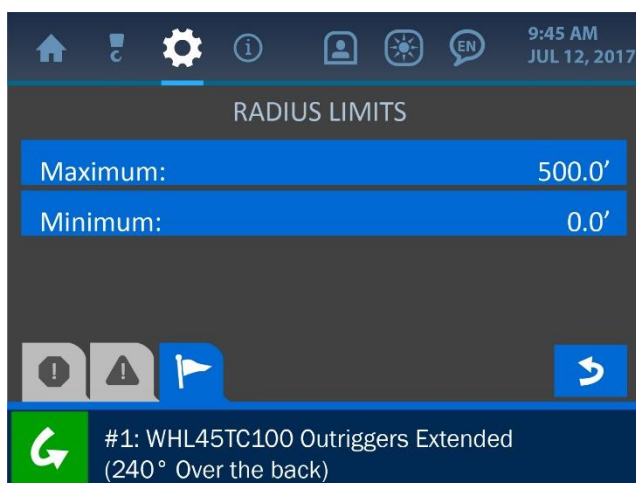 EN
9:45 AM
JUL 12, 2017
RADIUS LIMITS
Maximum: 500.0′
Minimum: 0.0′
#1: WHL45TC100 Outriggers Extended
(240° Over the back)